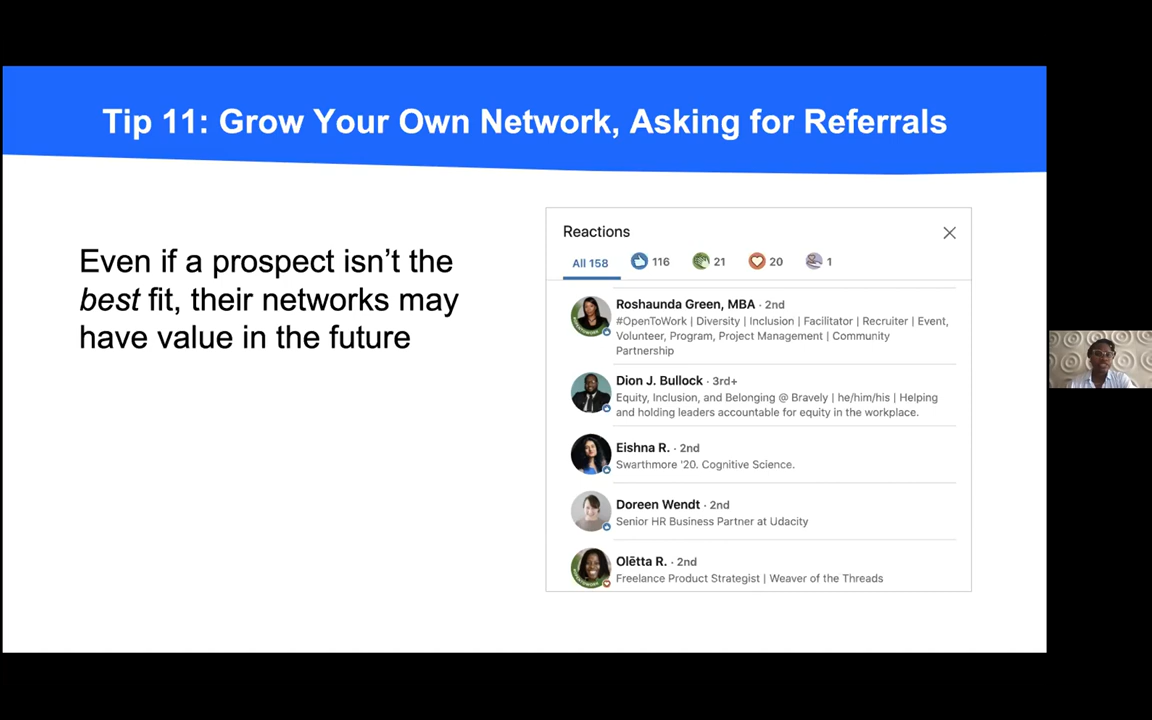 Tip 11: Grow Your Own Network, Asking for Referrals
Even if a prospect isn't the
best fit, their networks may
have value in the future
Reactions
All 158 116 21 20 1
Roshaunda Green, MBA · 2nd
#OpenToWork | Diversity | Inclusion | Facilitator | Recruiter | Event,
Volunteer, Program, Project Management | Community
Partnership
Dion J. Bullock · 3rd+
Equity, Inclusion, and Belonging @ Bravely | he/him/his | Helping
and holding leaders accountable for equity in the workplace.
Eishna R. · 2nd
Swarthmore '20. Cognitive Science.
Doreen Wendt · 2nd
Senior HR Business Partner at Udacity
Olētta R. · 2nd
Freelance Product Strategist | Weaver of the Threads